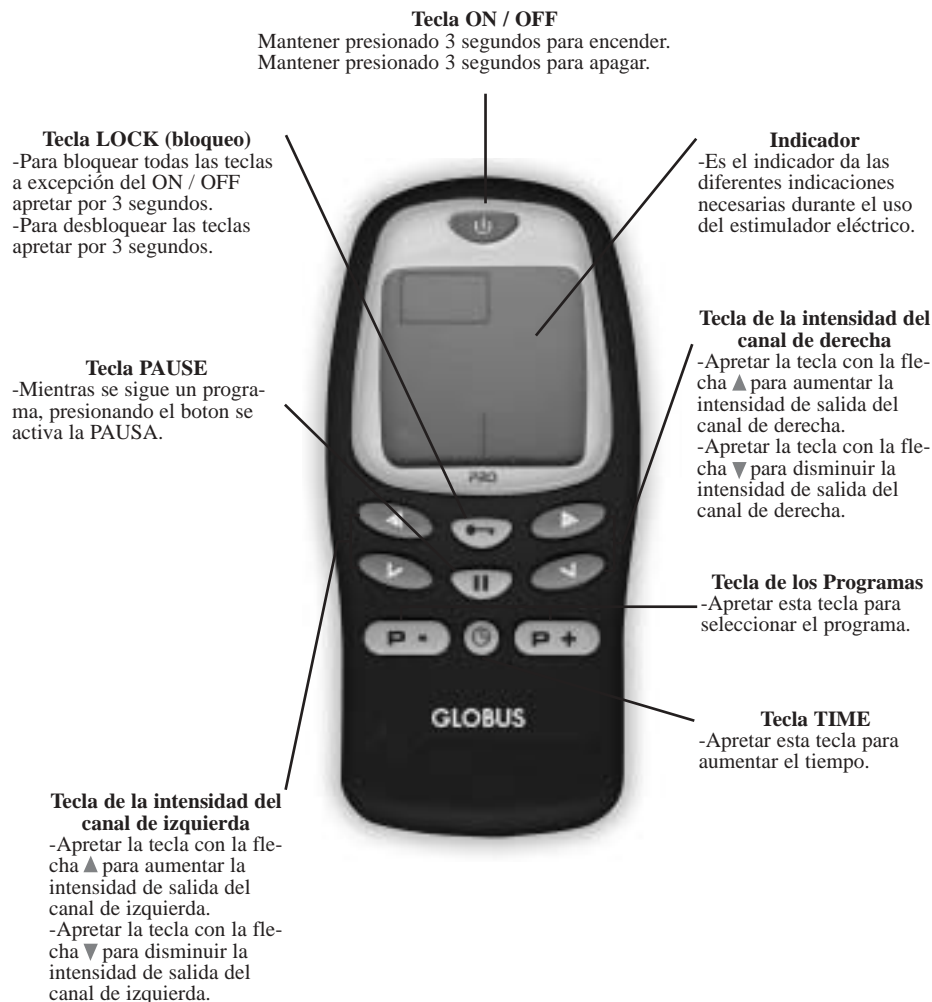 Tecla ON / OFF
Mantener presionado 3 segundos para encender.
Mantener presionado 3 segundos para apagar.
Tecla LOCK (bloqueo)
-Para bloquear todas las teclas
a excepción del ON / OFF
apretar por 3 segundos.
-Para desbloquear las teclas
apretar por 3 segundos.
Indicador
-Es el indicador da las
diferentes indicaciones
necesarias durante el uso
del estimulador eléctrico.
Tecla PAUSE
-Mientras se sigue un progra-
ma, presionando el boton se
activa la PAUSA.
Tecla de la intensidad del
canal de derecha
-Apretar la tecla con la fle-
cha ▲ para aumentar la
intensidad de salida del
canal de derecha.
-Apretar la tecla con la fle-
cha ▼ para disminuir la
intensidad de salida del
canal de derecha.
PRO
Tecla de los Programas
-Apretar esta tecla para
seleccionar el programa.
P -
P +
GLOBUS
Tecla TIME
-Apretar esta tecla para
aumentar el tiempo.
Tecla de la intensidad del
canal de izquierda
-Apretar la tecla con la fle-
cha ▲ para aumentar la
intensidad de salida del
canal de izquierda.
-Apretar la tecla con la fle-
cha ▼ para disminuir la
intensidad de salida del
canal de izquierda.